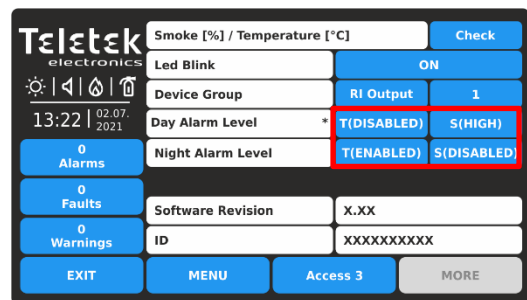 Teletek
electronics
13:22 02.07.
2021
0
Alarms
0
Faults
0
Warnings
EXIT
Smoke [%] / Temperature [°C] Check
Led Blink ON
Device Group RI Output 1
Day Alarm Level * T(DISABLED) S(HIGH)
Night Alarm Level T(ENABLED) S(DISABLED)
Software Revision X.XX
ID XXXXXXXXXX
MENU Access 3 MORE